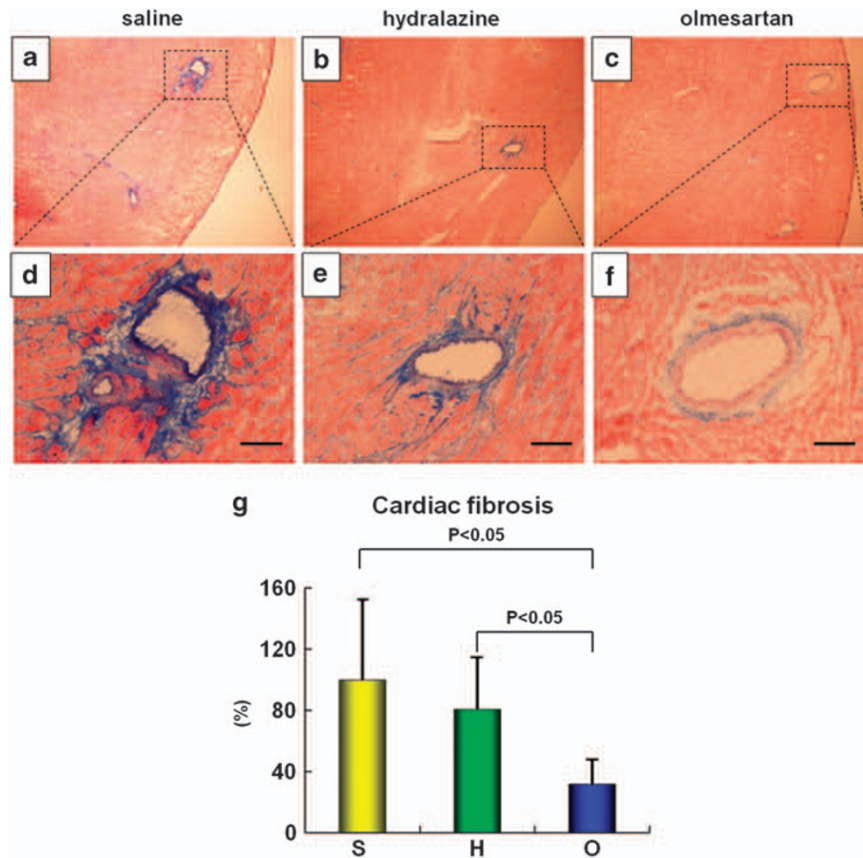 saline hydralazine olmesartan
a b c
d e f
g Cardiac fibrosis
P<0.05
P<0.05
160
120
80
40
0
(%)
S H O